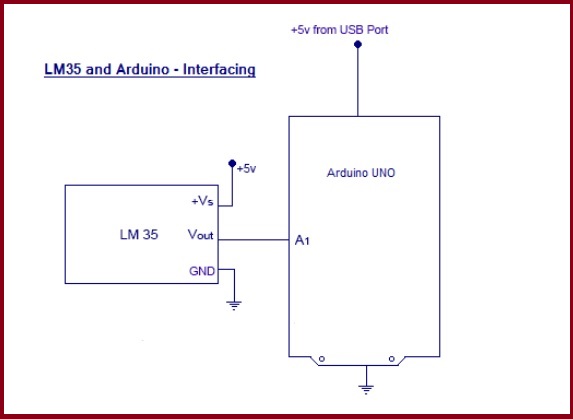 +5v from USB Port
LM35 and Arduino - Interfacing
+5v
Arduino UNO
+Vs
LM 35
Vout
A1
GND